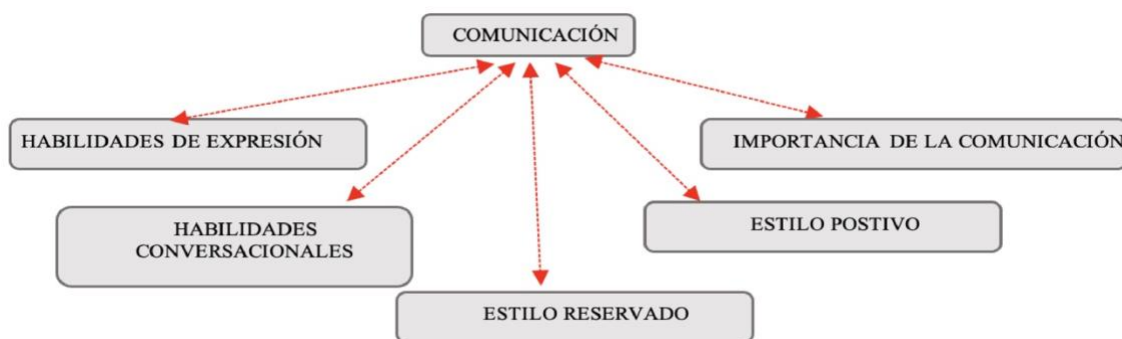 COMUNICACIÓN
HABILIDADES DE EXPRESIÓN
IMPORTANCIA DE LA COMUNICACIÓN
HABILIDADES
CONVERSACIONALES
ESTILO POSTIVO
ESTILO RESERVADO